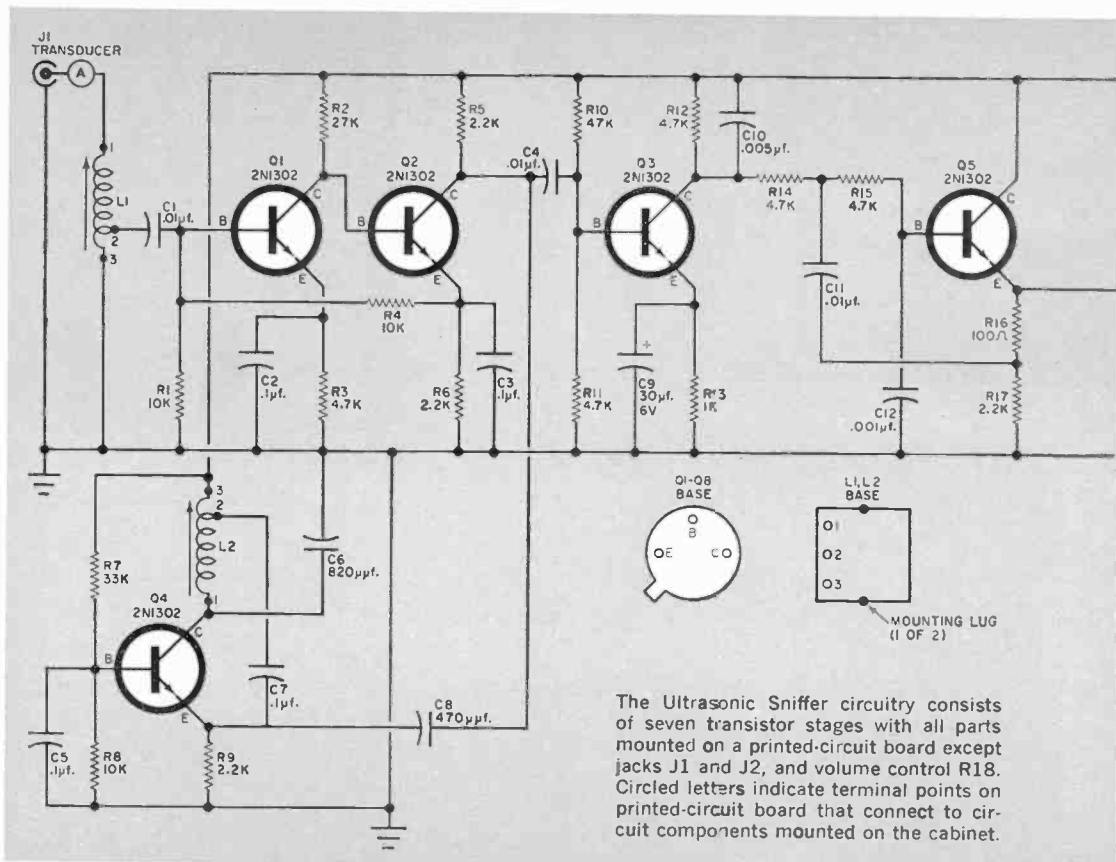 J1
TRANSDUCER
A
1
L1
2
3
C1
.01µf.
B
Q1
2N1302
C
E
R2
27K
R1
10K
C2
.1µf.
R3
4.7K
R4
10K
B
Q2
2N1302
C
E
R5
2.2K
R6
2.2K
C3
.1µf.
C4
.01µf.
R10
47K
R11
4.7K
B
Q3
2N1302
C
E
R12
4.7K
C9
30µf.
6V
+
R13
1K
C10
.005µf.
R14
4.7K
R15
4.7K
C11
.01µf.
C12
.001µf.
B
Q5
2N1302
C
E
R16
100Ω
R17
2.2K
R7
33K
3
2
L2
1
Q4
2N1302
B
C
E
C6
820µµf.
C7
.1µf.
C8
470µµf.
C5
.1µf.
R8
10K
R9
2.2K
Q1-Q8
BASE
B
E
C
L1, L2
BASE
1
2
3
MOUNTING LUG
(1 OF 2)
The Ultrasonic Sniffer circuitry consists
of seven transistor stages with all parts
mounted on a printed-circuit board except
jacks J1 and J2, and volume control R18.
Circled letters indicate terminal points on
printed-circuit board that connect to cir-
cuit components mounted on the cabinet.